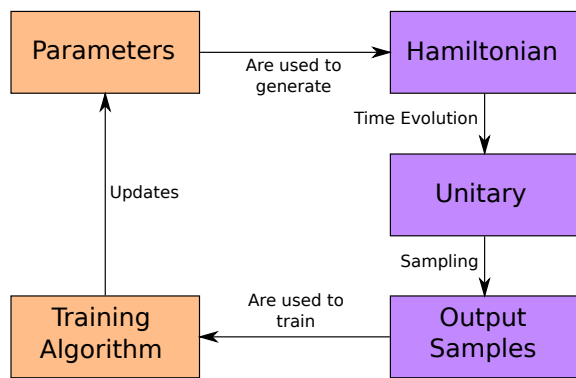 Parameters
Are used to
generate
Hamiltonian
Time Evolution
Unitary
Updates
Sampling
Training
Algorithm
Are used to
train
Output
Samples